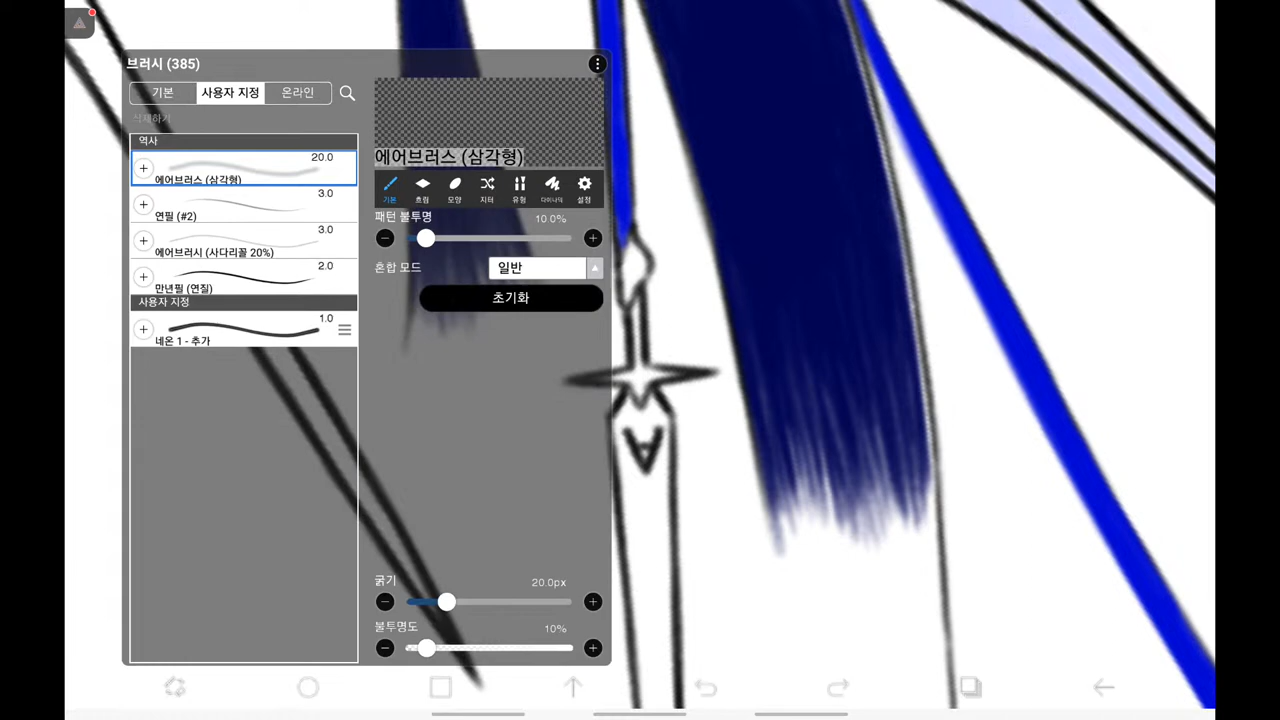 브러시 (385)
기본 사용자 지정 온라인
삭제하기
역사
20.0
에어브러스 (삼각형)
3.0
연필 (#2)
3.0
에어브러시 (사다리꼴 20%)
2.0
만년필 (연질)
사용자 지정
1.0
네온 1 - 추가
에어브러스 (삼각형)
기본 흐림 모양 지터 유형 다이나믹 설정
패턴 불투명 10.0%
혼합 모드 일반
초기화
굵기 20.0px
불투명도 10%